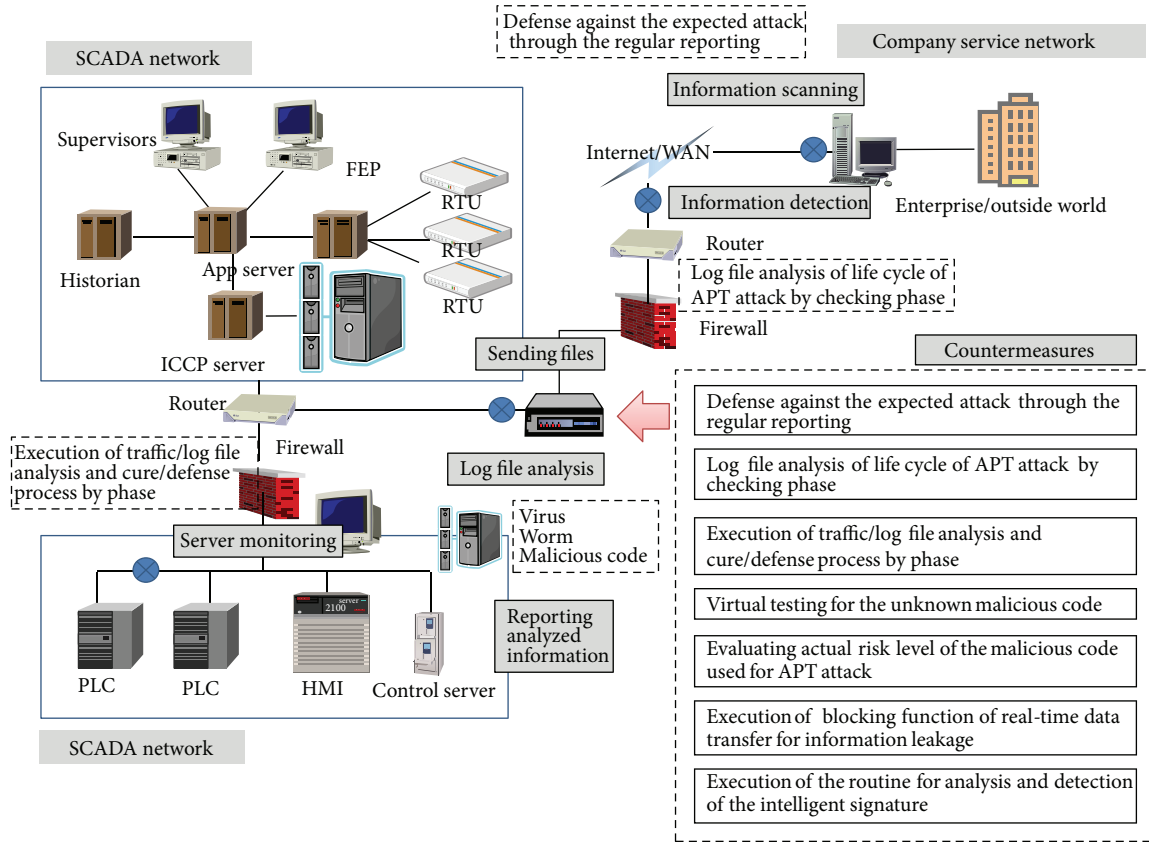 Defense against the expected attack
through the regular reporting
Company service network
SCADA network
Information scanning
Supervisors
FEP
Internet/WAN
RTU
Information detection
Enterprise/outside world
RTU
Router
Historian
App server
Log file analysis of life cycle of
APT attack by checking phase
RTU
Firewall
ICCP server
Sending files
Countermeasures
Router
Defense against the expected attack through the
regular reporting
Firewall
Execution of traffic/log file
analysis and cure/defense
process by phase
Log file analysis
Log file analysis of life cycle of APT attack by
checking phase
Virus
Worm
Malicious code
Server monitoring
Execution of traffic/log file analysis and
cure/defense process by phase
server
2100
Virtual testing for the unknown malicious code
Reporting
analyzed
information
Evaluating actual risk level of the malicious code
used for APT attack
PLC
PLC
HMI
Control server
Execution of blocking function of real-time data
transfer for information leakage
SCADA network
Execution of the routine for analysis and detection
of the intelligent signature